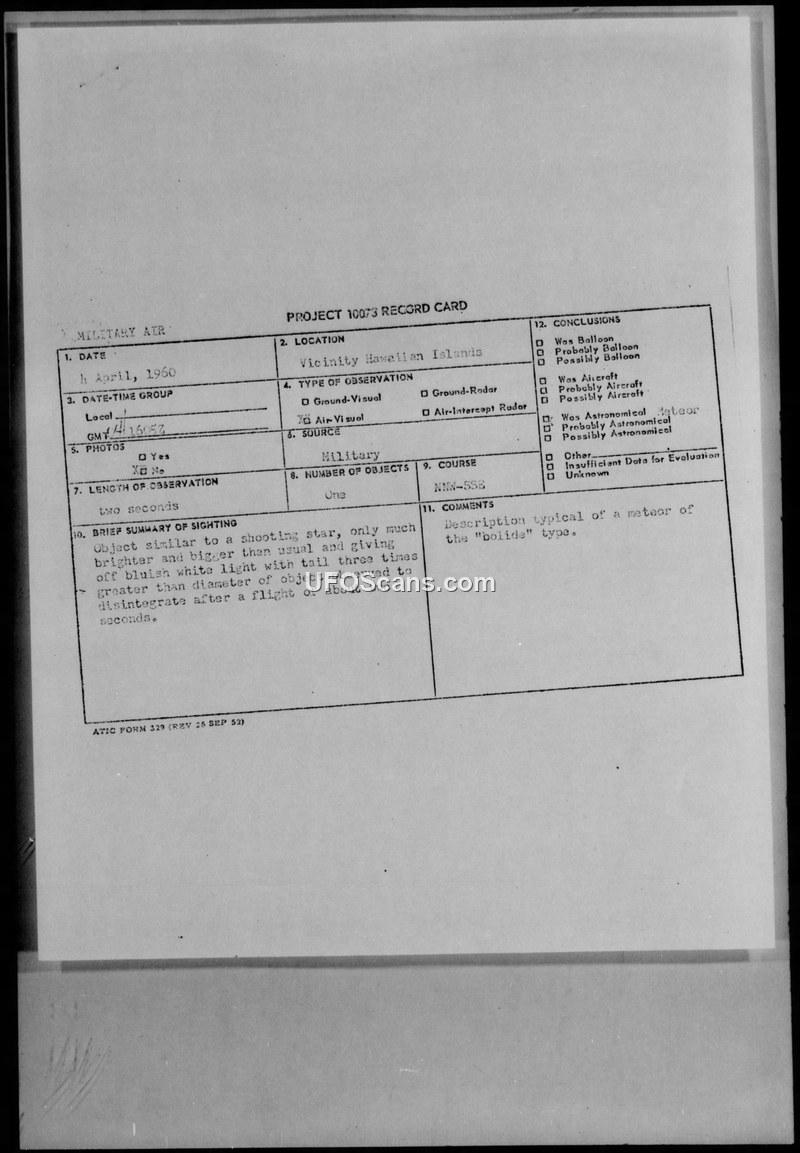 PROJECT 10073 RECORD CARD
MILITARY AIR
1. DATE
4 April, 1960
2. LOCATION
Vicinity Hawaiian Islands
3. DATE-TIME GROUP
Local
GMT
4. TYPE OF OBSERVATION
Ground-Visual
Ground-Radar
X Air-Visual
Air-Intercept Radar
5. PHOTOS
Yes
X No
6. SOURCE
Military
7. LENGTH OF OBSERVATION
two seconds
8. NUMBER OF OBJECTS
One
9. COURSE
NNW-SSE
10. BRIEF SUMMARY OF SIGHTING
Object similar to a shooting star, only much
brighter and bigger than usual and giving
off bluish white light with tail three times
greater than diameter of object
to
disintegrate after a flight of about
seconds.
11. COMMENTS
Description typical of a meteor of
the "bolide" type.
12. CONCLUSIONS
Was Balloon
Probably Balloon
Possibly Balloon
Was Aircraft
Probably Aircraft
Possibly Aircraft
Was Astronomical Meteor
Probably Astronomical
Possibly Astronomical
Other
Insufficient Data for Evaluation
Unknown
ATIC FORM 329 (REV 26 SEP 52)
UFOScans.com